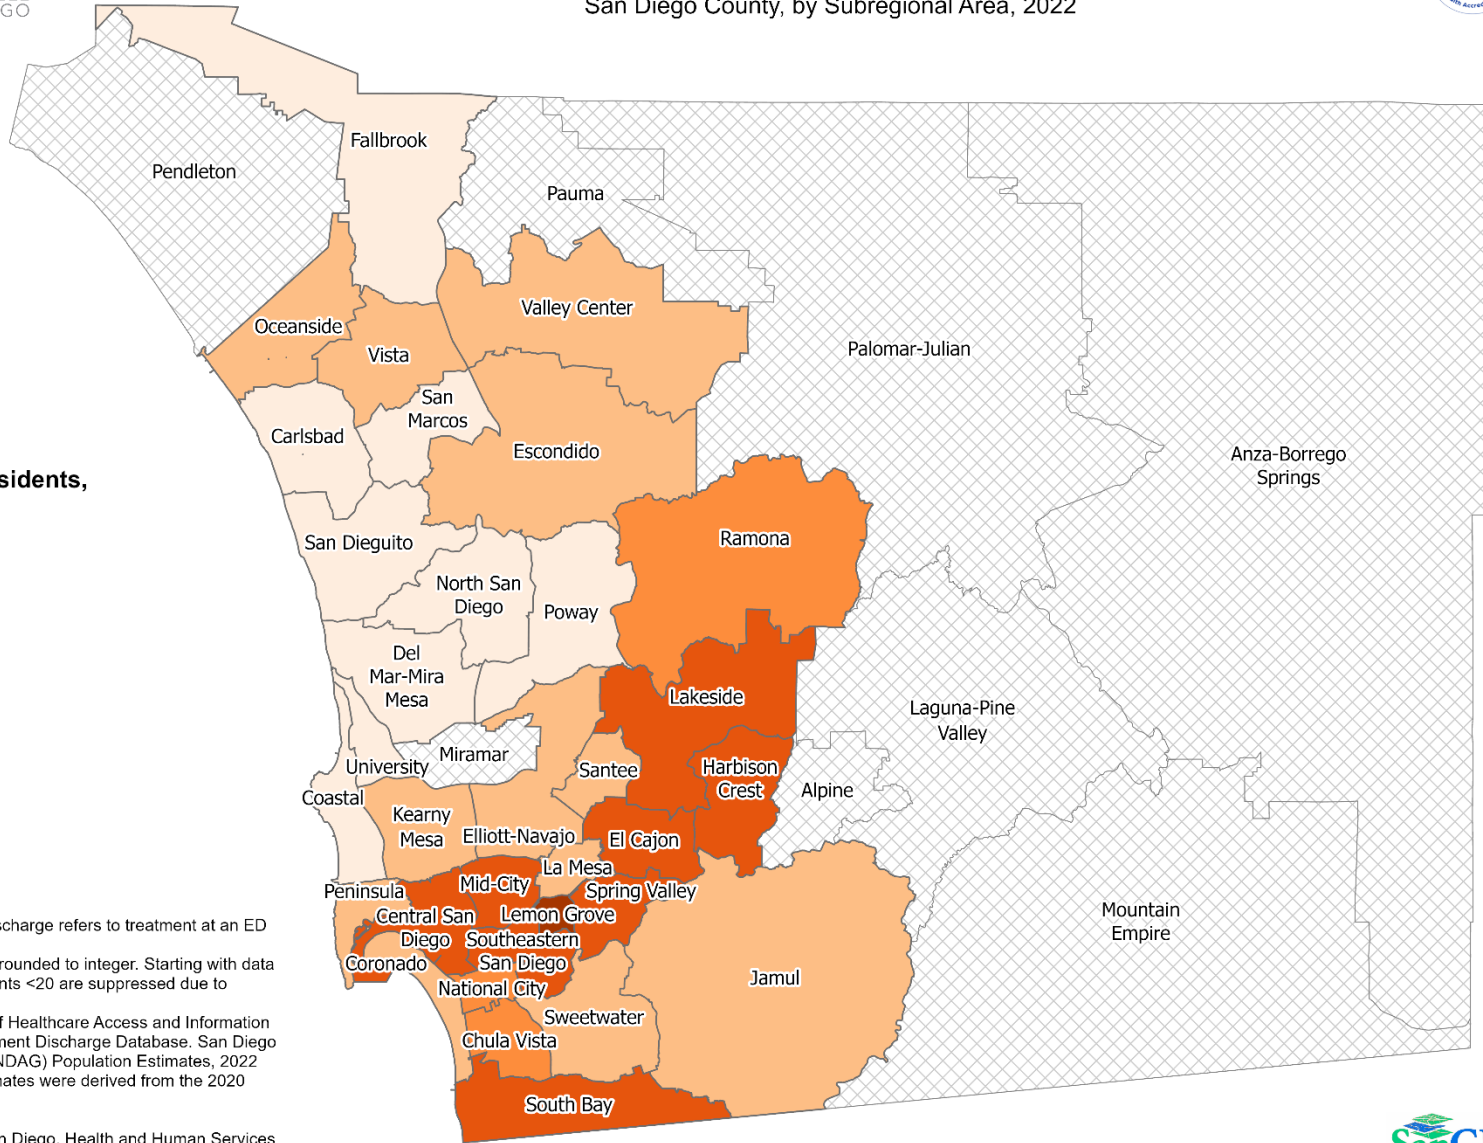 GO
San Diego County, by Subregional Area, 2022
Fallbrook
Pendleton
Pauma
Valley Center
Oceanside
Vista
Palomar-Julian
San
Marcos
Carlsbad
Escondido
Anza-Borrego
Springs
sidents,
San Dieguito
Ramona
North San
Diego
Poway
Del
Mar-Mira
Mesa
Lakeside
Laguna-Pine
Valley
Miramar
University
Santee
Harbison
Crest
Alpine
Coastal
Kearny
Mesa
Elliott-Navajo
El Cajon
La Mesa
Mid-City
Peninsula
Spring Valley
Central San
Diego
Lemon Grove
Southeastern
San Diego
Coronado
Mountain
Empire
National City
Jamul
Sweetwater
Chula Vista
South Bay
scharge refers to treatment at an ED
rounded to integer. Starting with data
nts <20 are suppressed due to
f Healthcare Access and Information
ment Discharge Database. San Diego
NDAG) Population Estimates, 2022
mates were derived from the 2020
n Diego, Health and Human Services